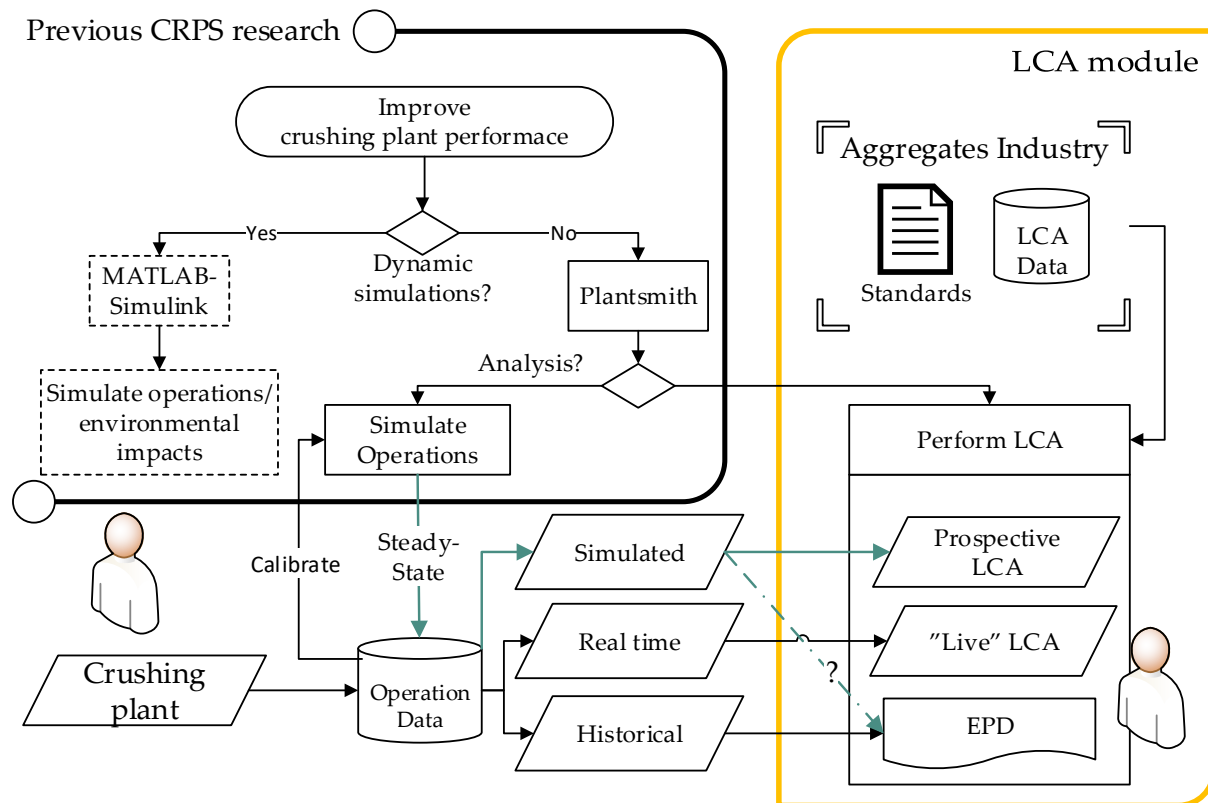 Previous CRPS research
LCA module
Improve
crushing plant performace
Aggregates Industry
Yes
No
Dynamic
simulations?
MATLAB-
Simulink
Plantsmith
LCA
Data
Standards
Analysis?
Simulate operations/
environmental
impacts
Simulate
Operations
Perform LCA
Calibrate
Steady-
State
Simulated
Prospective
LCA
Real time
"Live" LCA
?
Crushing
plant
Operation
Data
Historical
EPD